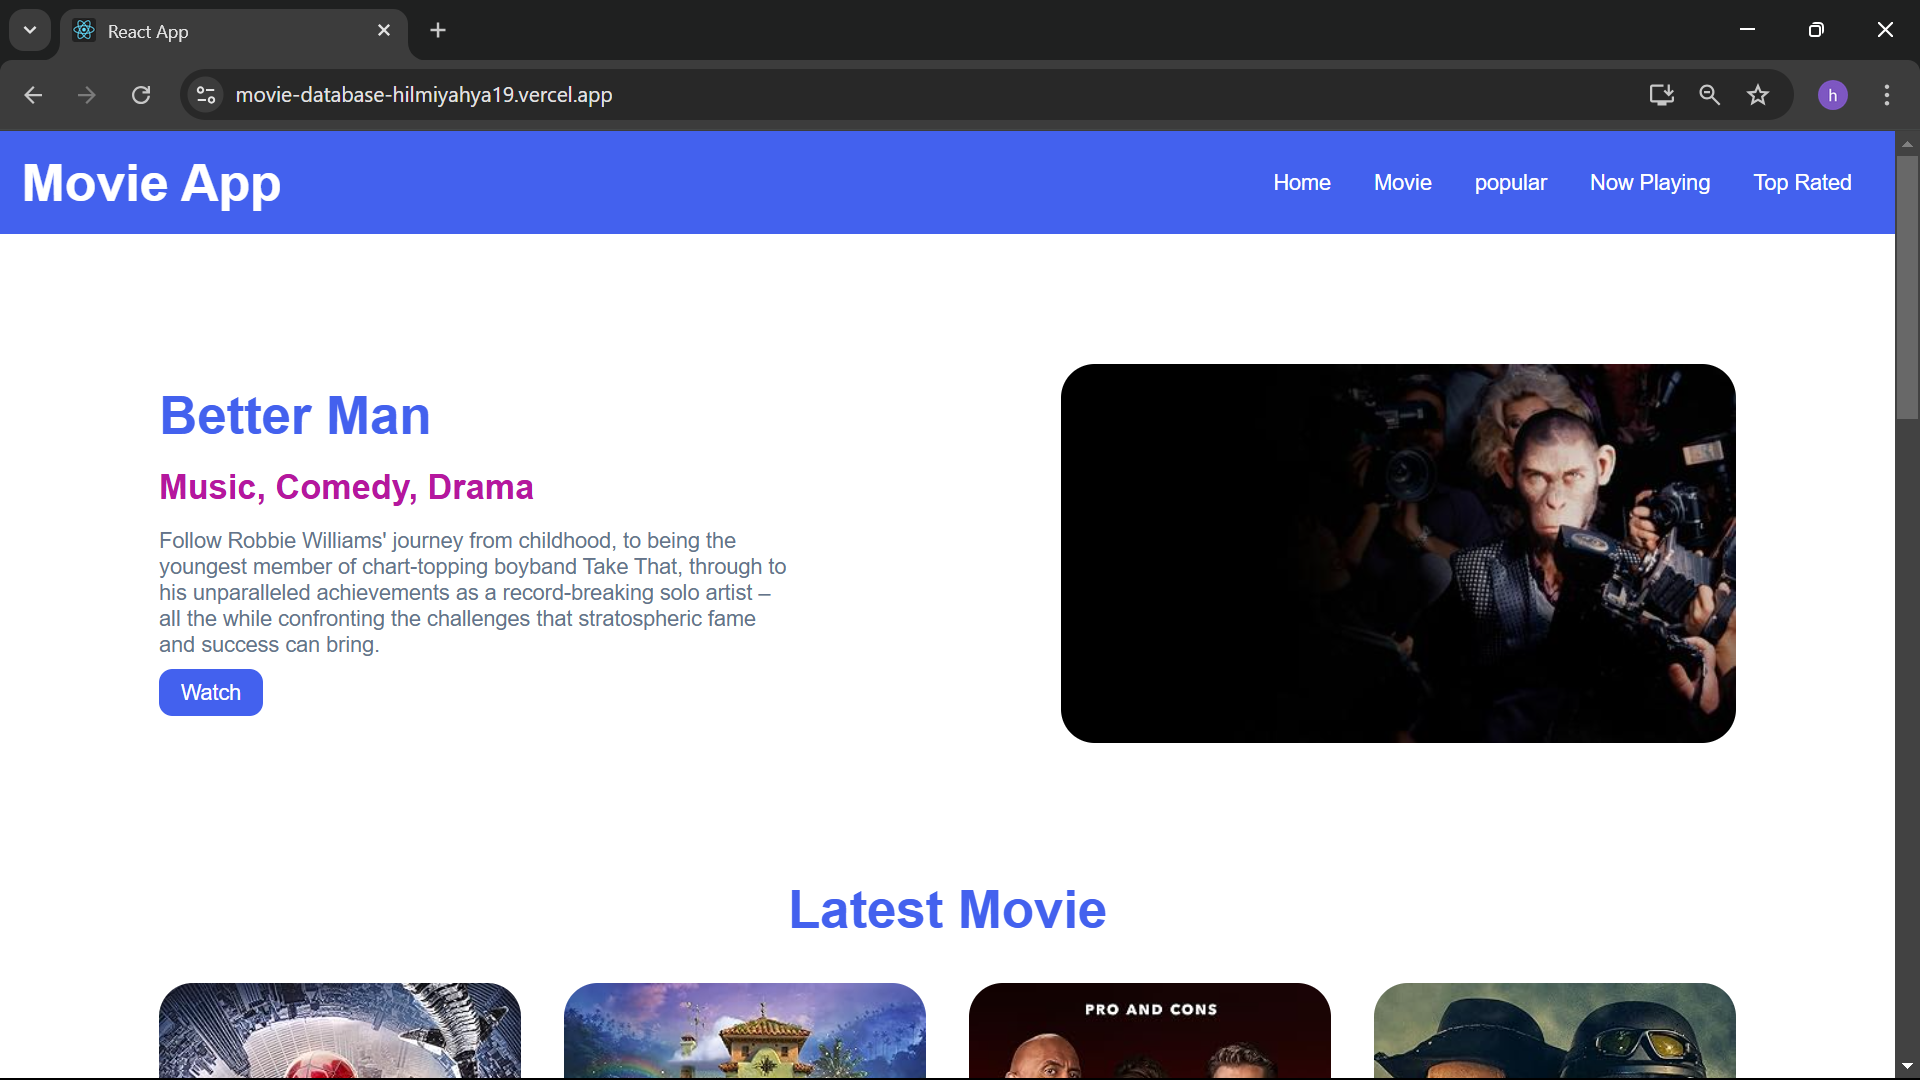 React App
movie-database-hilmiyahya19.vercel.app
h
Movie App
Home Movie popular Now Playing Top Rated
Better Man
Music, Comedy, Drama
Follow Robbie Williams' journey from childhood, to being the
youngest member of chart-topping boyband Take That, through to
his unparalleled achievements as a record-breaking solo artist –
all the while confronting the challenges that stratospheric fame
and success can bring.
Watch
Latest Movie
PRO AND CONS